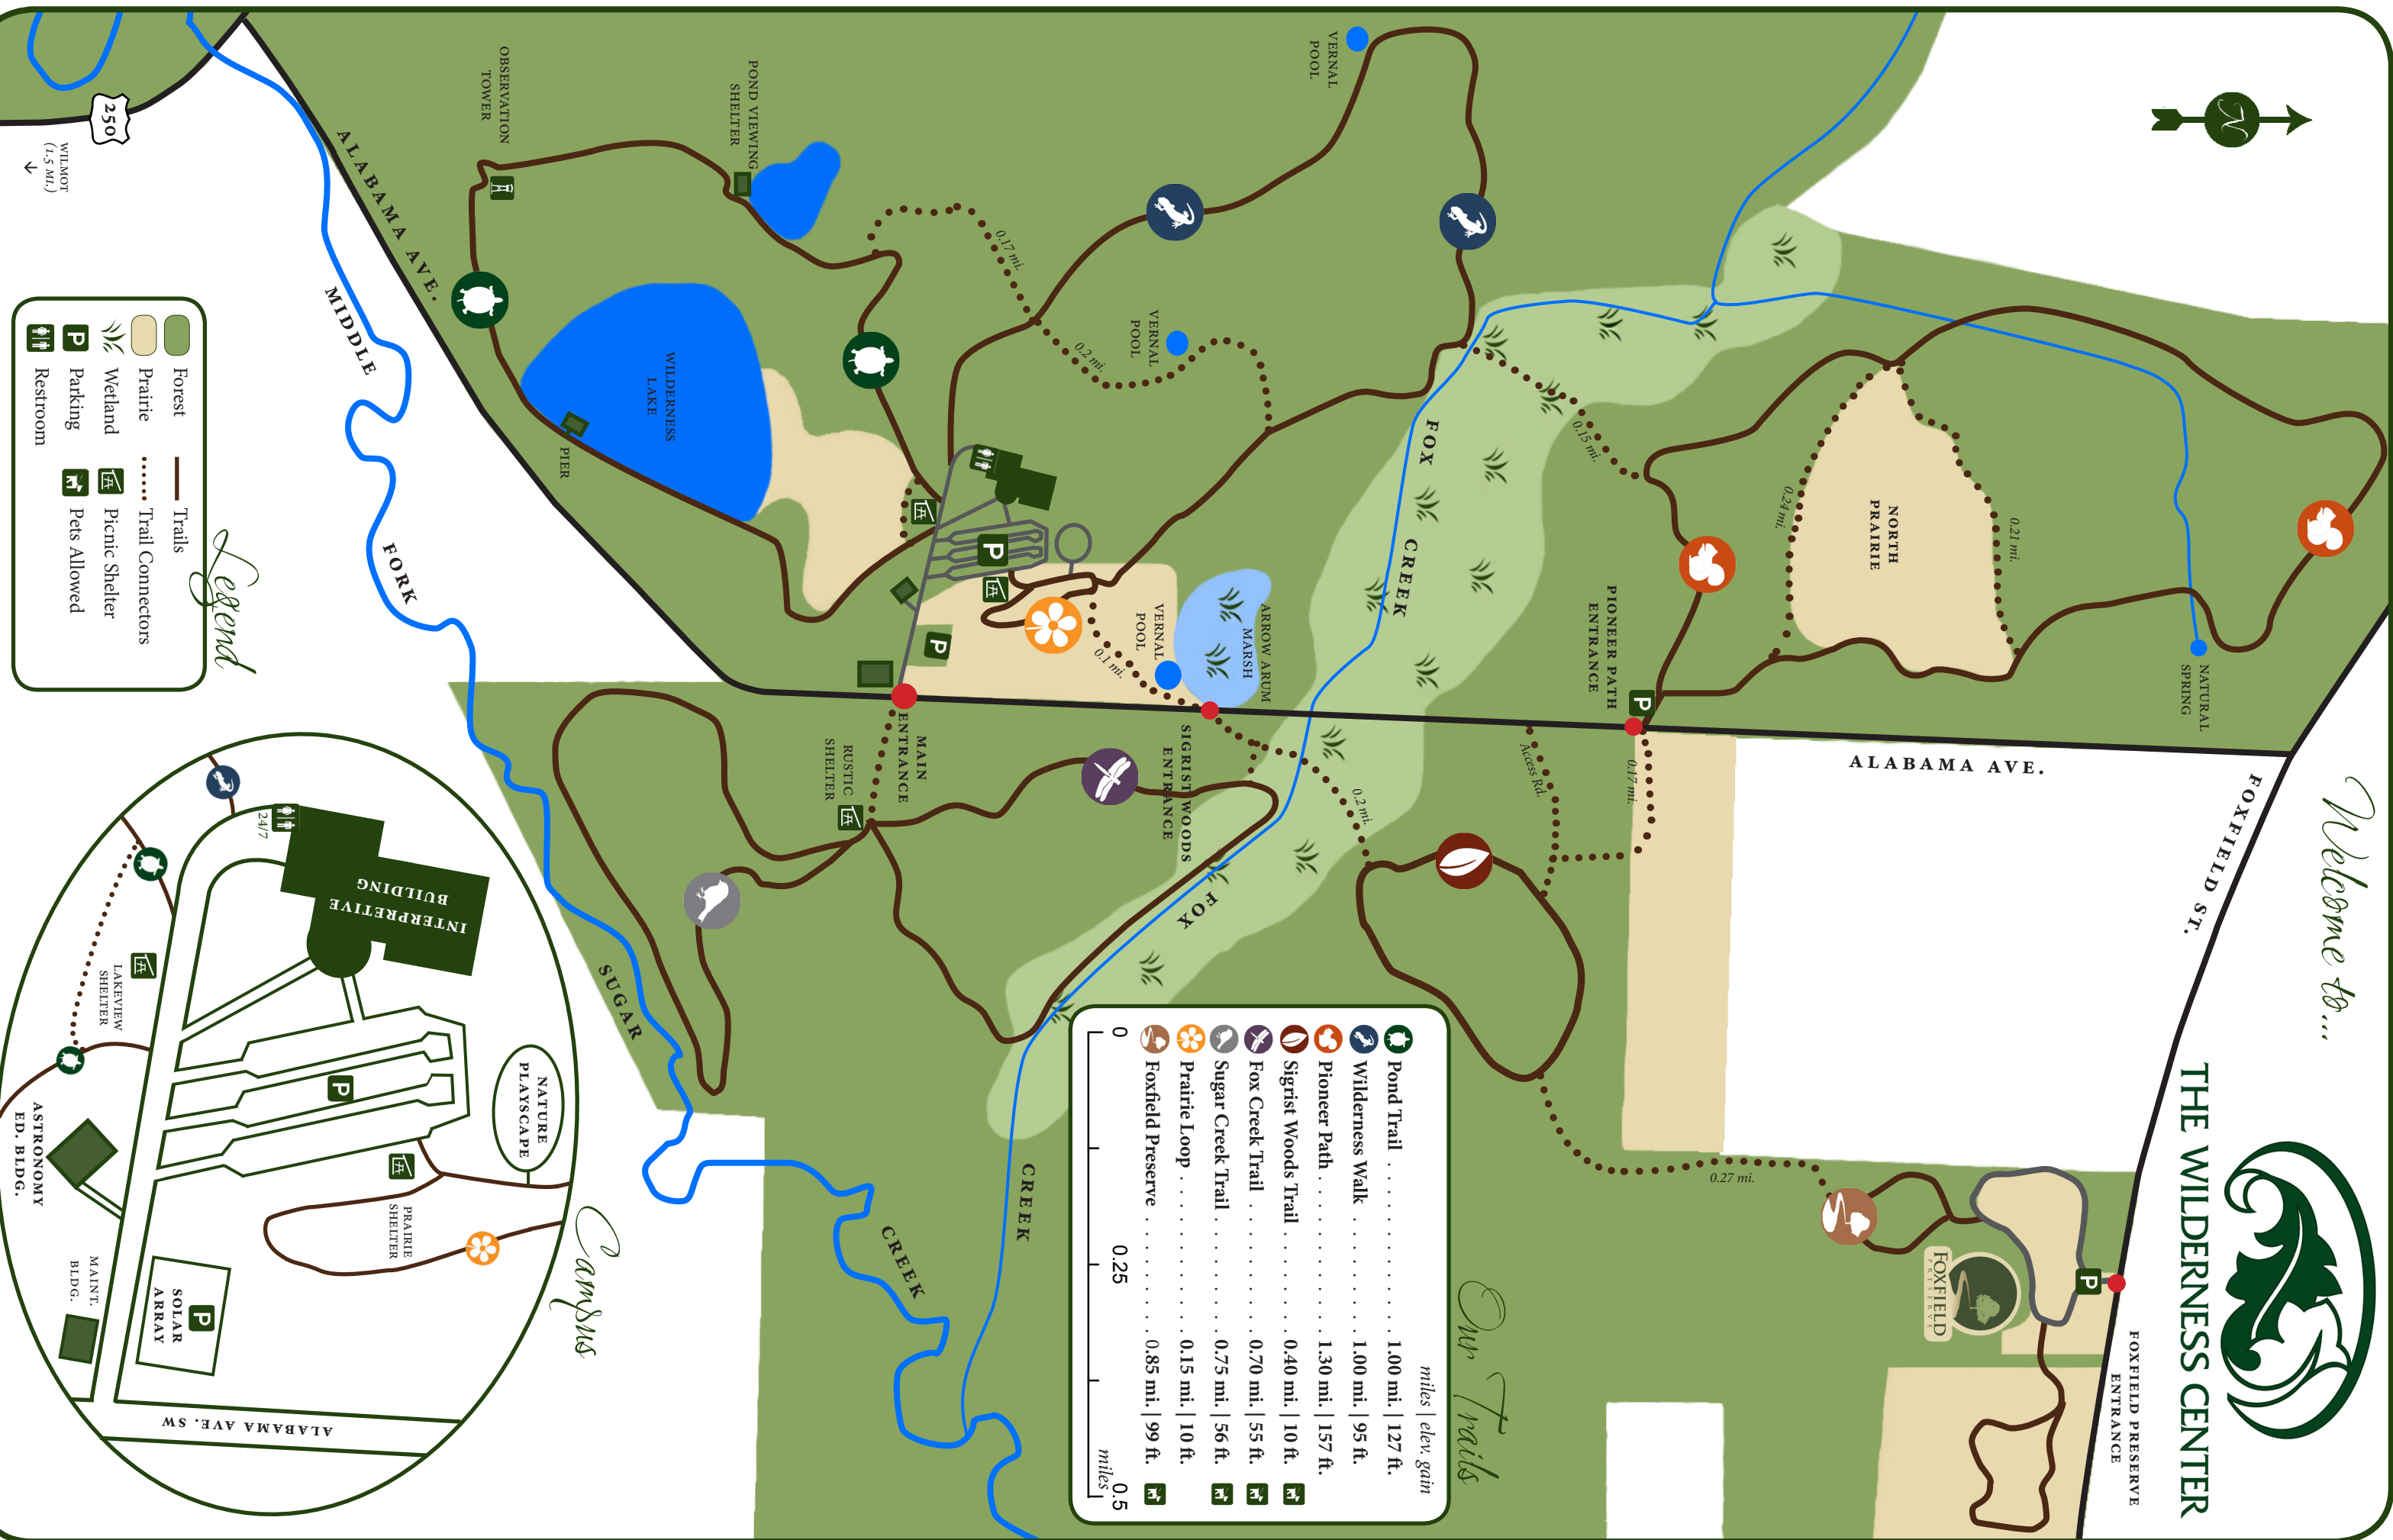 Welcome to...
THE WILDERNESS CENTER
N
FOXFIELD ST.
ALABAMA AVE.
FOXFIELD PRESERVE
ENTRANCE
P
FOXFIELD
PRESERVE
NATURAL
SPRING
NORTH
PRAIRIE
0.21 mi.
0.24 mi.
0.15 mi.
PIONEER PATH
ENTRANCE
P
0.17 mi.
Access Rd.
0.27 mi.
0.2 mi.
VERNAL
POOL
FOX
CREEK
ARROW ARUM
MARSH
VERNAL
POOL
0.1 mi.
SIGRIST WOODS
ENTRANCE
FOX
CREEK
VERNAL
POOL
0.2 mi.
0.17 mi.
P
P
MAIN
ENTRANCE
RUSTIC
SHELTER
POND VIEWING
SHELTER
OBSERVATION
TOWER
WILDERNESS
LAKE
PIER
ALABAMA AVE.
MIDDLE
FORK
SUGAR
CREEK
250
WILMOT
(1.5 MI.)
Our Trails
miles | elev. gain
Pond Trail . . . . . . . . . . . . 1.00 mi. | 127 ft.
Wilderness Walk . . . . . . . . 1.00 mi. | 95 ft.
Pioneer Path . . . . . . . . . . . 1.30 mi. | 157 ft.
Sigrist Woods Trail . . . . . . . 0.40 mi. | 10 ft.
Fox Creek Trail . . . . . . . . . 0.70 mi. | 55 ft.
Sugar Creek Trail . . . . . . . . 0.75 mi. | 56 ft.
Prairie Loop . . . . . . . . . . . 0.15 mi. | 10 ft.
Foxfield Preserve . . . . . . . . 0.85 mi. | 99 ft.
0 0.25 0.5
miles
Legend
Forest
Trails
Prairie
Trail Connectors
Wetland
Picnic Shelter
P Parking
Pets Allowed
Restroom
Campus
NATURE
PLAYSCAPE
INTERPRETIVE
BUILDING
24/7
P
PRAIRIE
SHELTER
LAKEVIEW
SHELTER
ASTRONOMY
ED. BLDG.
MAINT.
BLDG.
P
SOLAR
ARRAY
ALABAMA AVE. SW